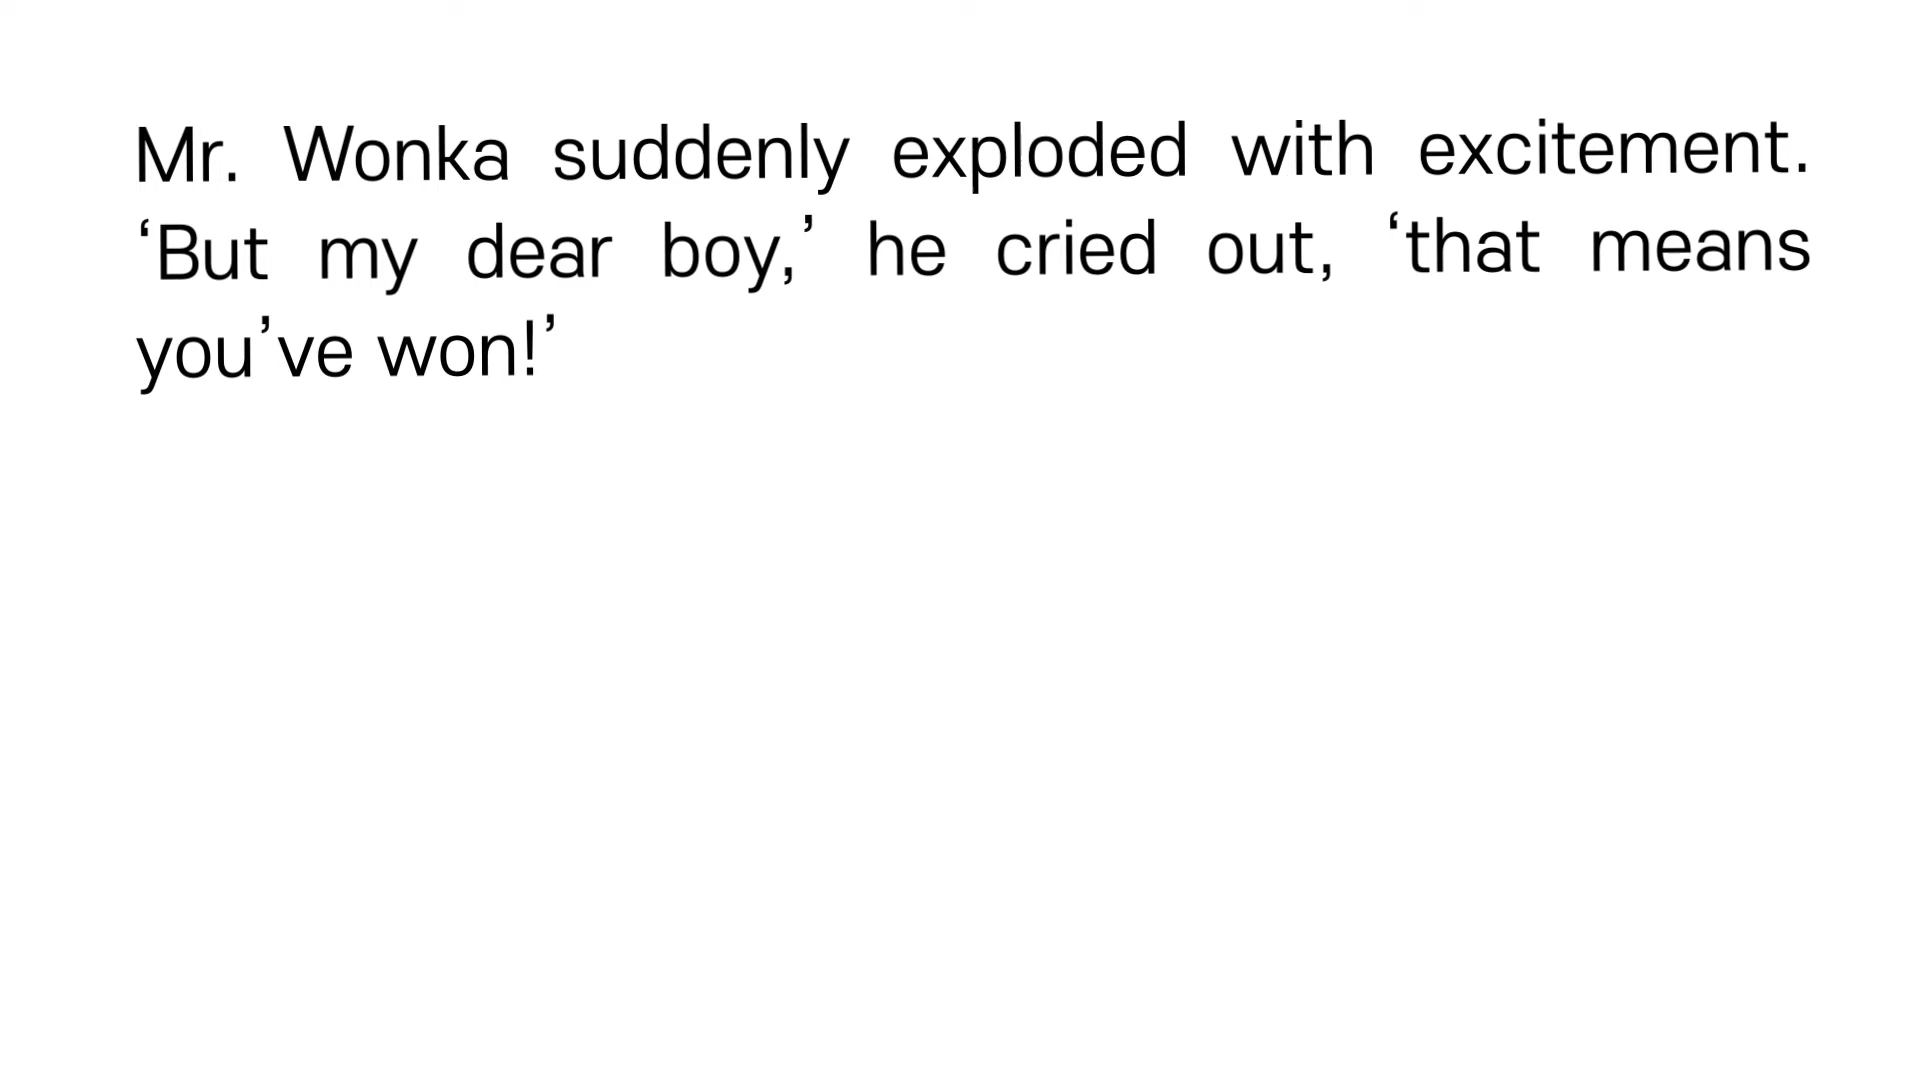 Mr. Wonka suddenly exploded with excitement.
‘But my dear boy,’ he cried out, ‘that means
you’ve won!’